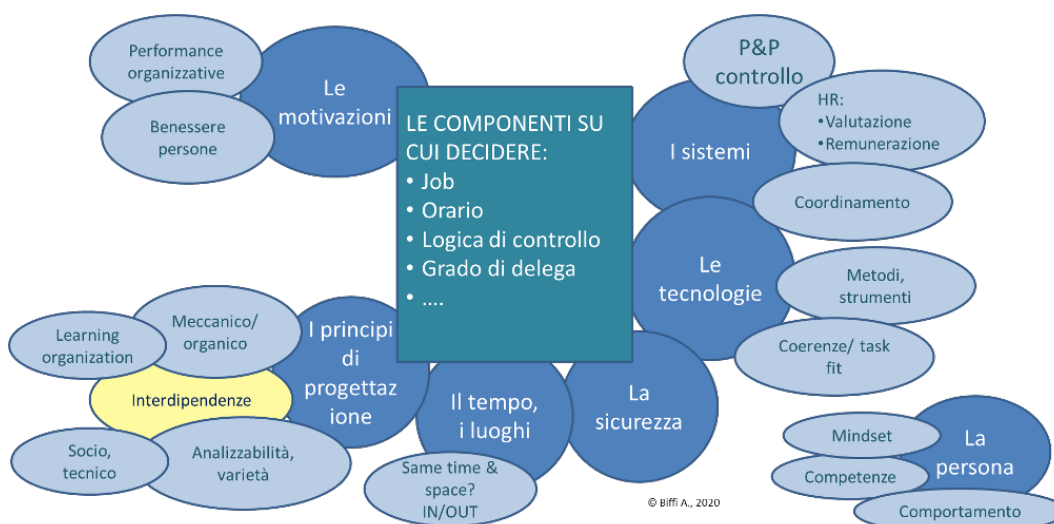 Performance
organizzative
Benessere
persone
Le
motivazioni
LE COMPONENTI SU
CUI DECIDERE:
• Job
• Orario
• Logica di controllo
• Grado di delega
• ....
P&P
controllo
HR:
•Valutazione
•Remunerazione
I sistemi
Coordinamento
Le
tecnologie
Metodi,
strumenti
Coerenze/ task
fit
Learning
organization
Meccanico/
organico
I principi
di
progettaz
ione
Interdipendenze
Socio,
tecnico
Analizzabilità,
varietà
Il tempo,
i luoghi
Same time &
space?
IN/OUT
La
sicurezza
© Biffi A., 2020
Mindset
Competenze
La
persona
Comportamento